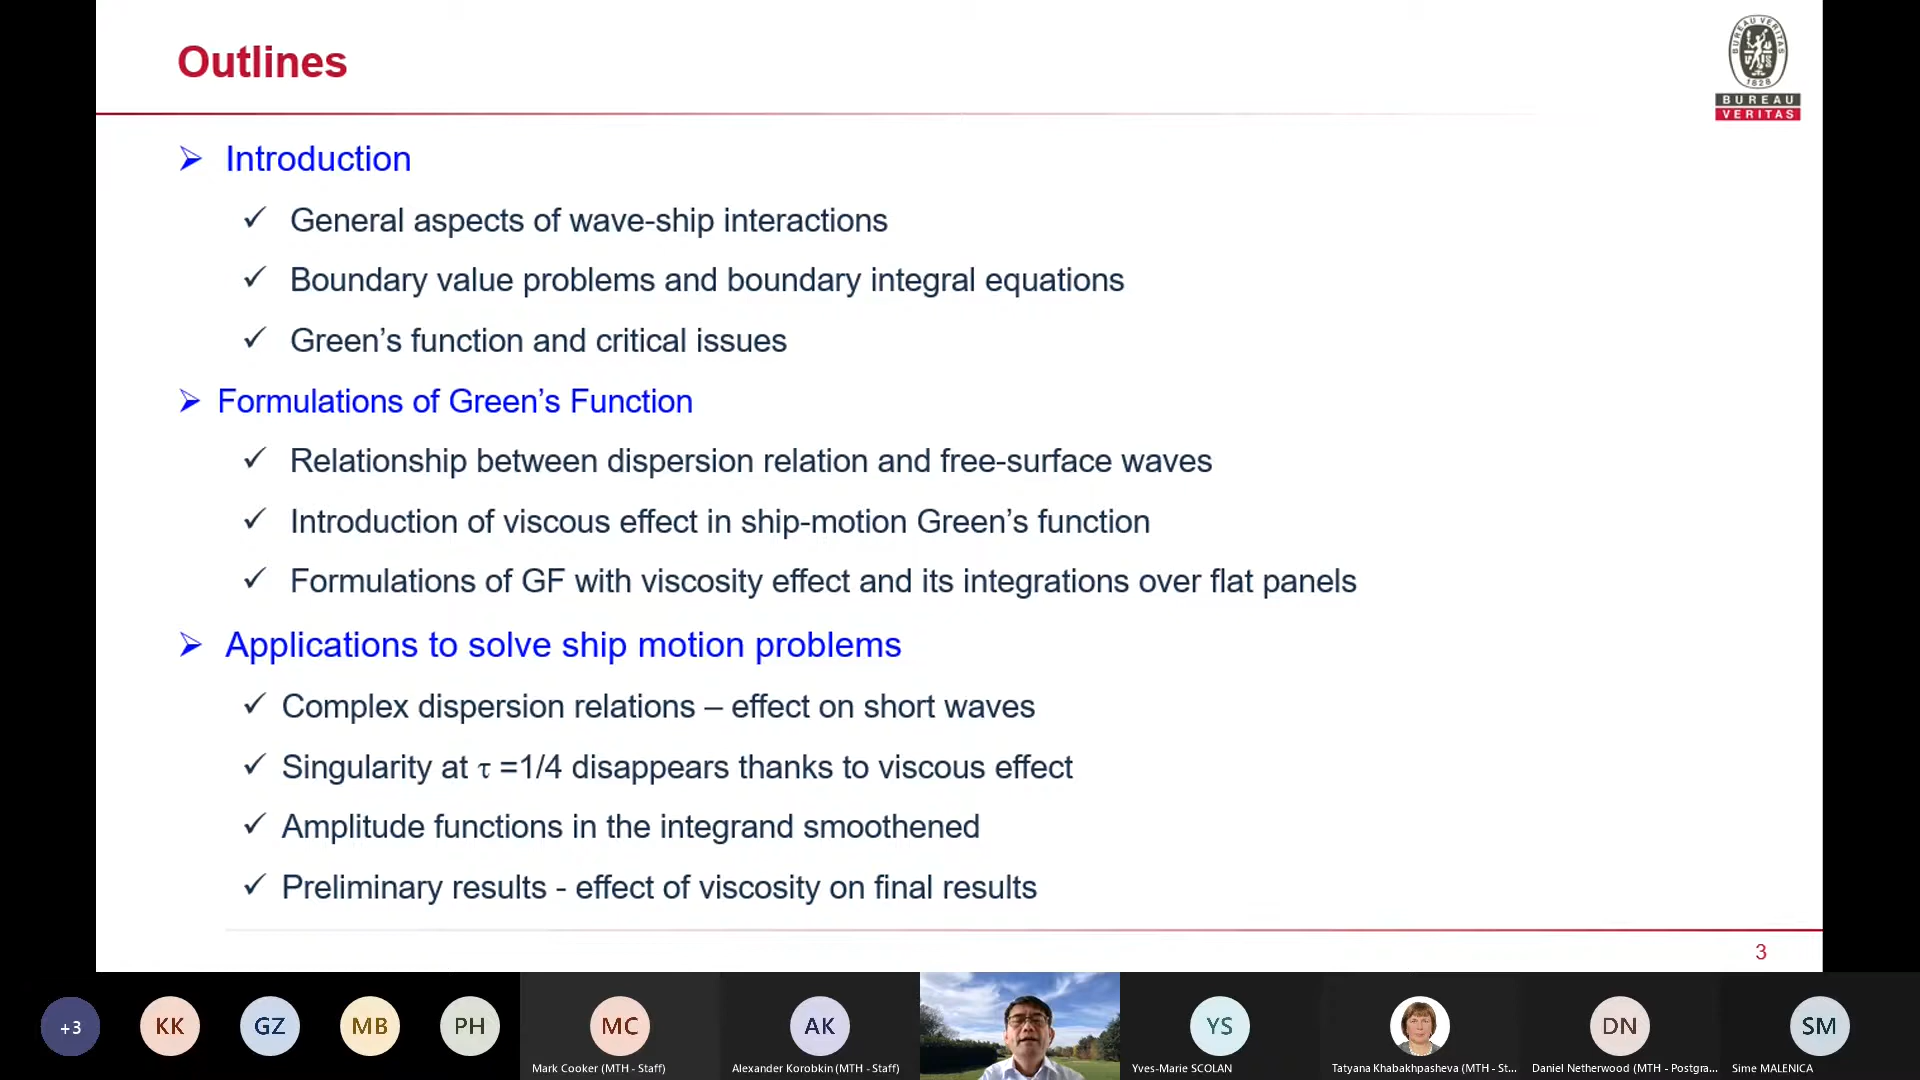 Outlines
BUREAU VERITAS
1828
BUREAU
VERITAS
➢ Introduction
✓ General aspects of wave-ship interactions
✓ Boundary value problems and boundary integral equations
✓ Green’s function and critical issues
➢ Formulations of Green’s Function
✓ Relationship between dispersion relation and free-surface waves
✓ Introduction of viscous effect in ship-motion Green’s function
✓ Formulations of GF with viscosity effect and its integrations over flat panels
➢ Applications to solve ship motion problems
✓ Complex dispersion relations – effect on short waves
✓ Singularity at τ =1/4 disappears thanks to viscous effect
✓ Amplitude functions in the integrand smoothened
✓ Preliminary results - effect of viscosity on final results
3
+3 KK GZ MB PH MC AK YS DN SM
Mark Cooker (MTH - Staff) Alexander Korobkin (MTH - Staff) Yves-Marie SCOLAN Tatyana Khabakhpasheva (MTH - St... Daniel Netherwood (MTH - Postgra... Sime MALENICA